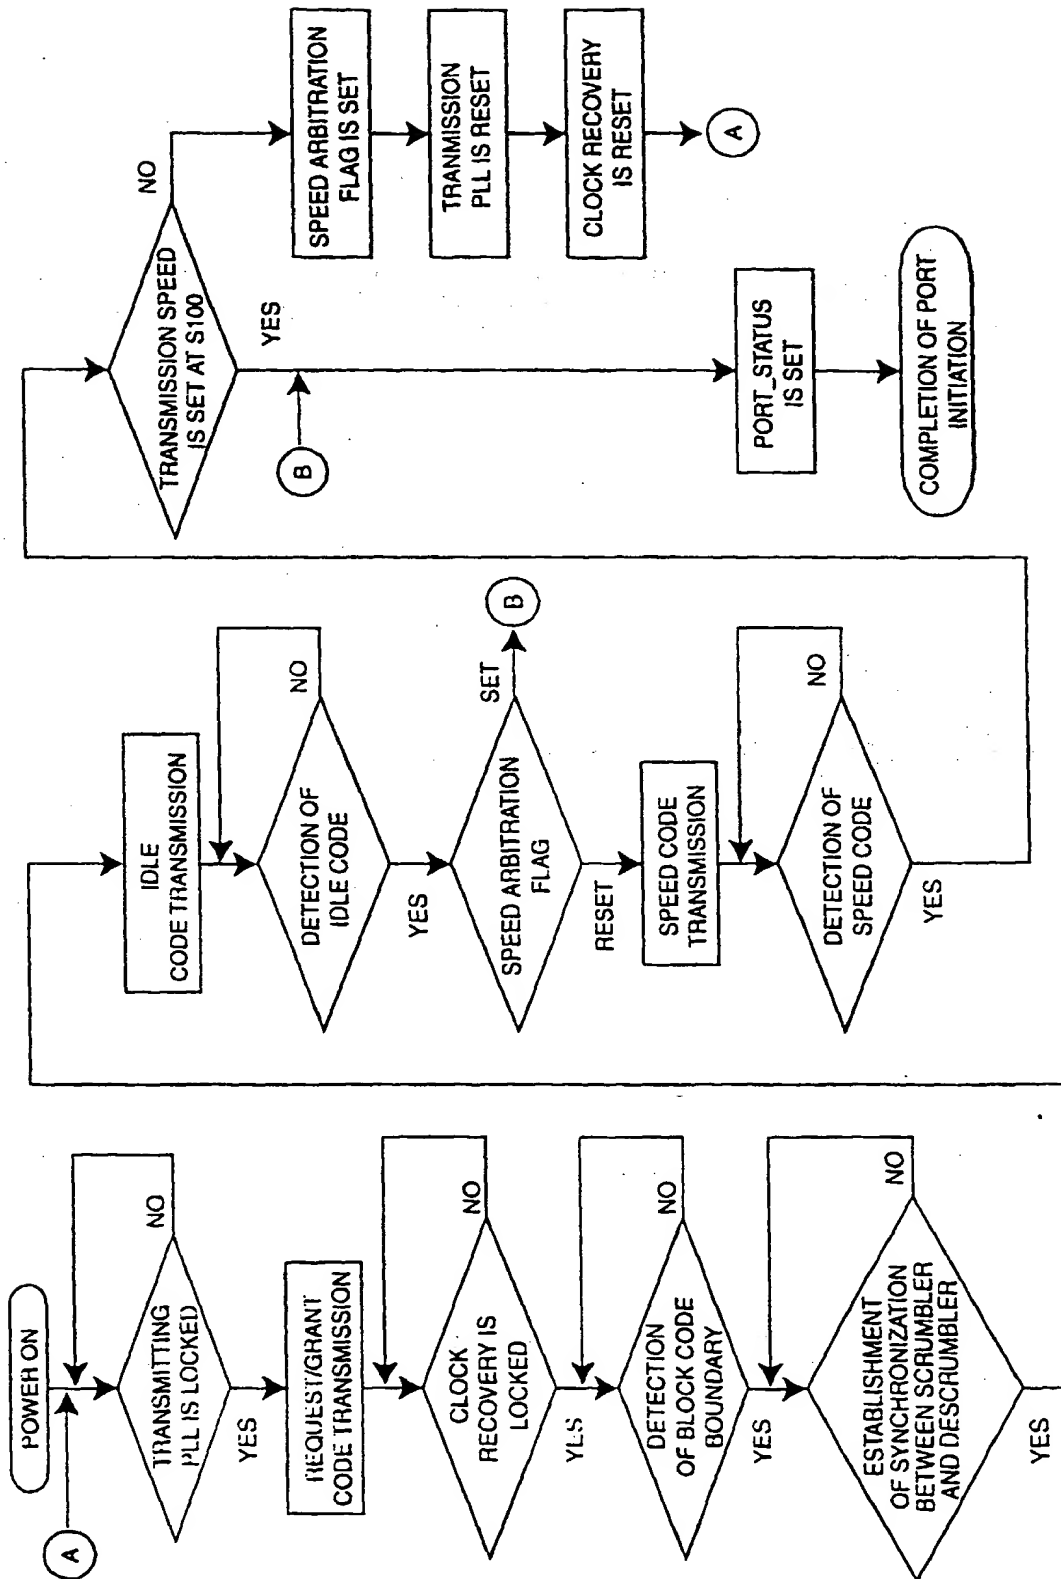 POWER ON
A
TRANSMITTING
PLL IS LOCKED
NO
YES
REQUEST/GRANT
CODE TRANSMISSION
CLOCK
RECOVERY IS
LOCKED
NO
YES
DETECTION
OF BLOCK CODE
BOUNDARY
NO
YES
ESTABLISHMENT
OF SYNCHRONIZATION
BETWEEN SCRUMBLER
AND DESCRUMBLER
NO
YES
IDLE
CODE TRANSMISSION
DETECTION OF
IDLE CODE
NO
YES
SPEED ARBITRATION
FLAG
SET
B
RESET
SPEED CODE
TRANSMISSION
DETECTION OF
SPEED CODE
NO
YES
TRANSMISSION SPEED
IS SET AT S100
NO
YES
SPEED ARBITRATION
FLAG IS SET
TRANMISSION
PLL IS RESET
CLOCK RECOVERY
IS RESET
A
B
PORT_STATUS
IS SET
COMPLETION OF PORT
INITIATION